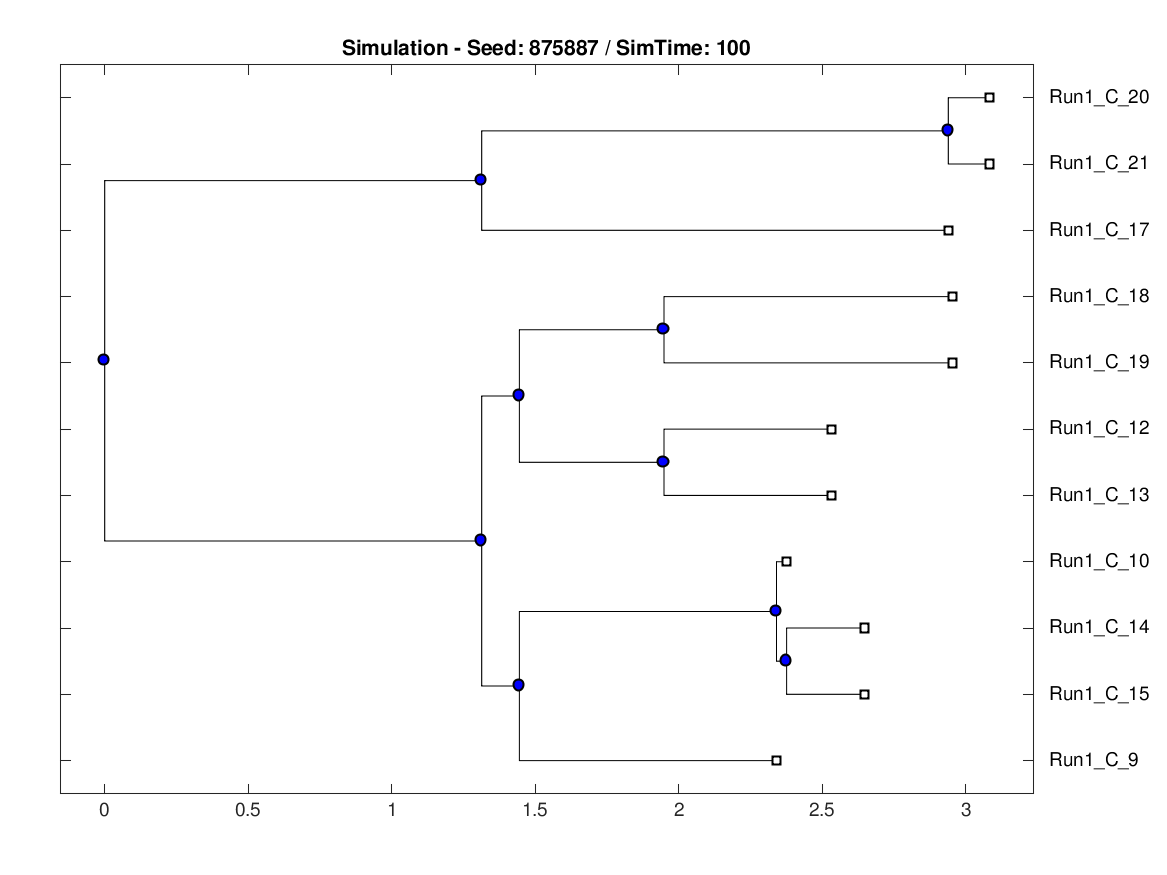 Simulation - Seed: 875887 / SimTime: 100
Run1_C_20
Run1_C_21
Run1_C_17
Run1_C_18
Run1_C_19
Run1_C_12
Run1_C_13
Run1_C_10
Run1_C_14
Run1_C_15
Run1_C_9
0 0.5 1 1.5 2 2.5 3